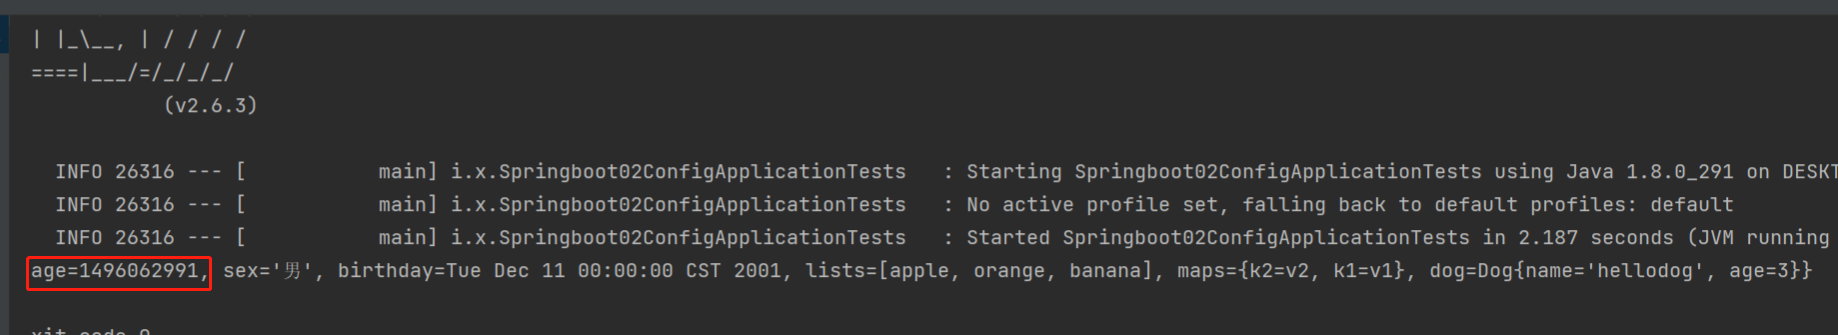 | |_\__, | / / / /
====|___/=/_/_/_/
(v2.6.3)
INFO 26316 --- [           main] i.x.Springboot02ConfigApplicationTests   : Starting Springboot02ConfigApplicationTests using Java 1.8.0_291 on DESKT
INFO 26316 --- [           main] i.x.Springboot02ConfigApplicationTests   : No active profile set, falling back to default profiles: default
INFO 26316 --- [           main] i.x.Springboot02ConfigApplicationTests   : Started Springboot02ConfigApplicationTests in 2.187 seconds (JVM running
age=1496062991, sex='男', birthday=Tue Dec 11 00:00:00 CST 2001, lists=[apple, orange, banana], maps={k2=v2, k1=v1}, dog=Dog{name='hellodog', age=3}}